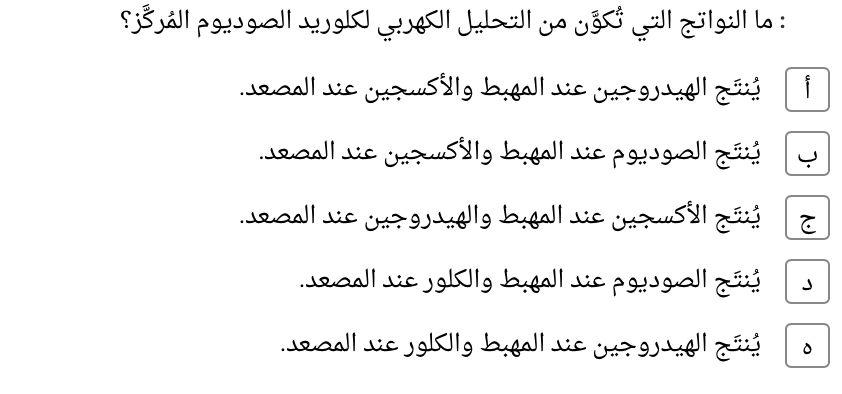 : ما النواتج التي تُكوَّن من التحليل الكهربي لكلوريد الصوديوم المُركَّز؟
أ يُنتَج الهيدروجين عند المهبط والأكسجين عند المصعد.
ب يُنتَج الصوديوم عند المهبط والأكسجين عند المصعد.
ج يُنتَج الأكسجين عند المهبط والهيدروجين عند المصعد.
د يُنتَج الصوديوم عند المهبط والكلور عند المصعد.
ه يُنتَج الهيدروجين عند المهبط والكلور عند المصعد.